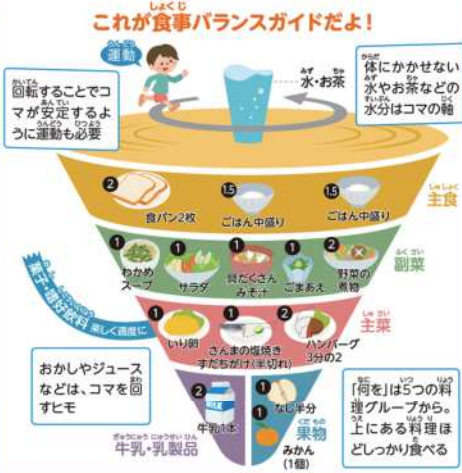 これが食事バランスガイドだよ!
運動
水・お茶
回転することでコ
マが安定するよ
うに運動も必要
体にかかせない
水やお茶などの
水分はコマの軸
2
食パン2枚
1.5
ごはん中盛り
1.5
ごはん中盛り
主食
1
わかめ
スープ
1
サラダ
1
具だくさん
みそ汁
1
ごまあえ
2
野菜の
煮物
副菜
菓子・嗜好飲料
楽しく適度に
1
いり卵
1
さんまの塩焼き
すだちがけ(半切れ)
2
ハンバーグ
3分の2
主菜
おかしやジュース
などは、コマを回
すヒモ
2
MILK
牛乳1本
牛乳・乳製品
1
なし半分
1
みかん
(1個)
果物
「何を」は5つの料
理グループから。
上にある料理ほ
どしっかり食べる